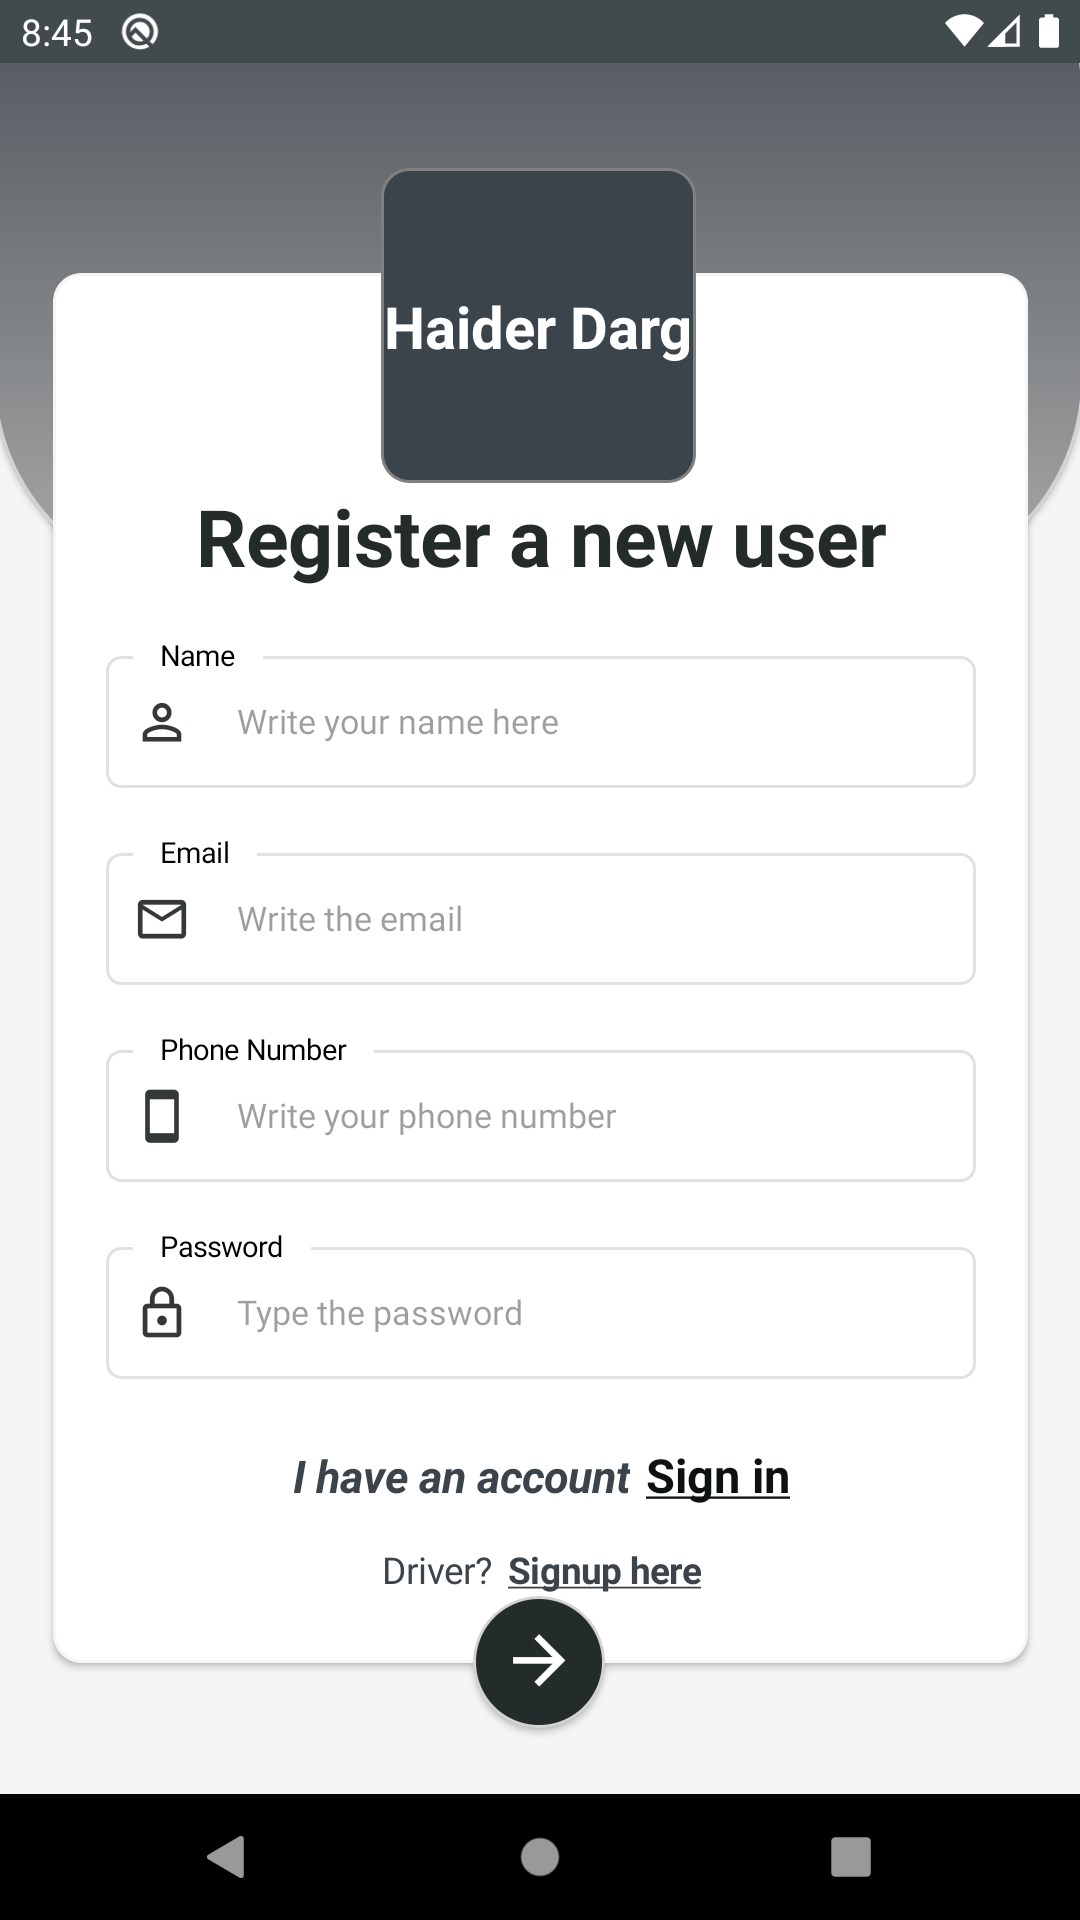 8:45
Haider Darg
Register a new user
Name
Write your name here
Email
Write the email
Phone Number
Write your phone number
Password
Type the password
I have an account Sign in
Driver? Signup here